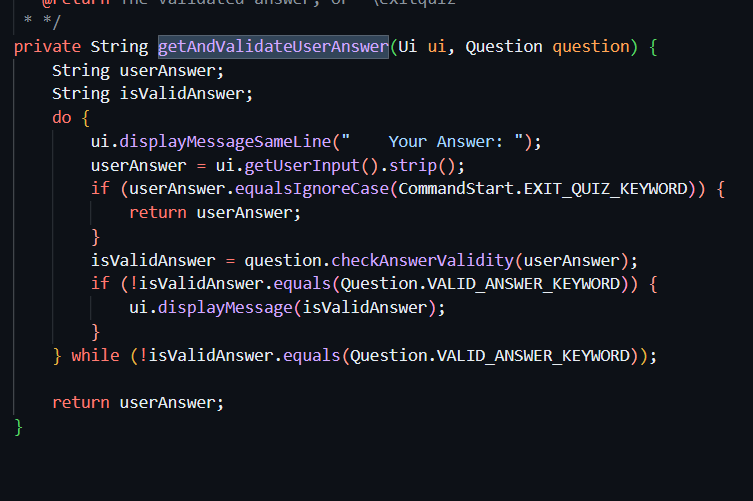 @return The validated answer, or "\exitquiz"
 * */
private String getAndValidateUserAnswer(Ui ui, Question question) {
    String userAnswer;
    String isValidAnswer;
    do {
        ui.displayMessageSameLine("    Your Answer: ");
        userAnswer = ui.getUserInput().strip();
        if (userAnswer.equalsIgnoreCase(CommandStart.EXIT_QUIZ_KEYWORD)) {
            return userAnswer;
        }
        isValidAnswer = question.checkAnswerValidity(userAnswer);
        if (!isValidAnswer.equals(Question.VALID_ANSWER_KEYWORD)) {
            ui.displayMessage(isValidAnswer);
        }
    } while (!isValidAnswer.equals(Question.VALID_ANSWER_KEYWORD));

    return userAnswer;
}